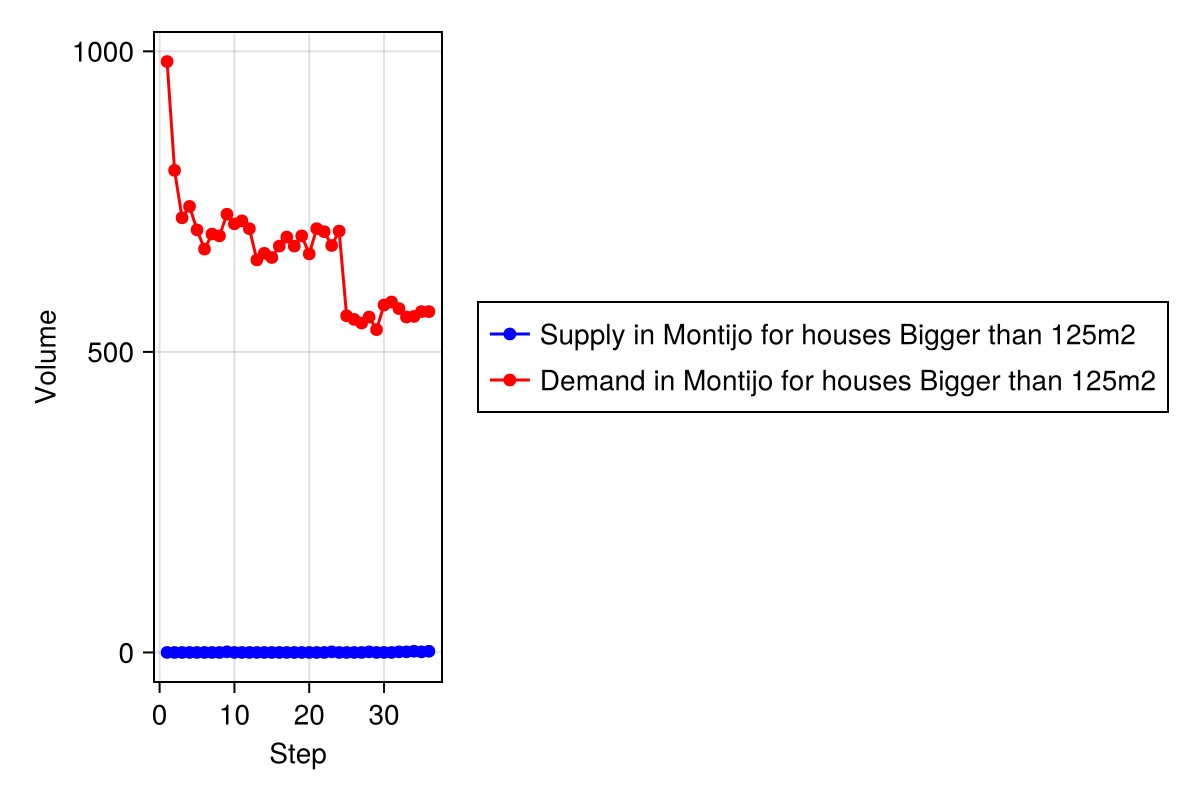 1000
500
0
Volume
0 10 20 30
Step
Supply in Montijo for houses Bigger than 125m2
Demand in Montijo for houses Bigger than 125m2